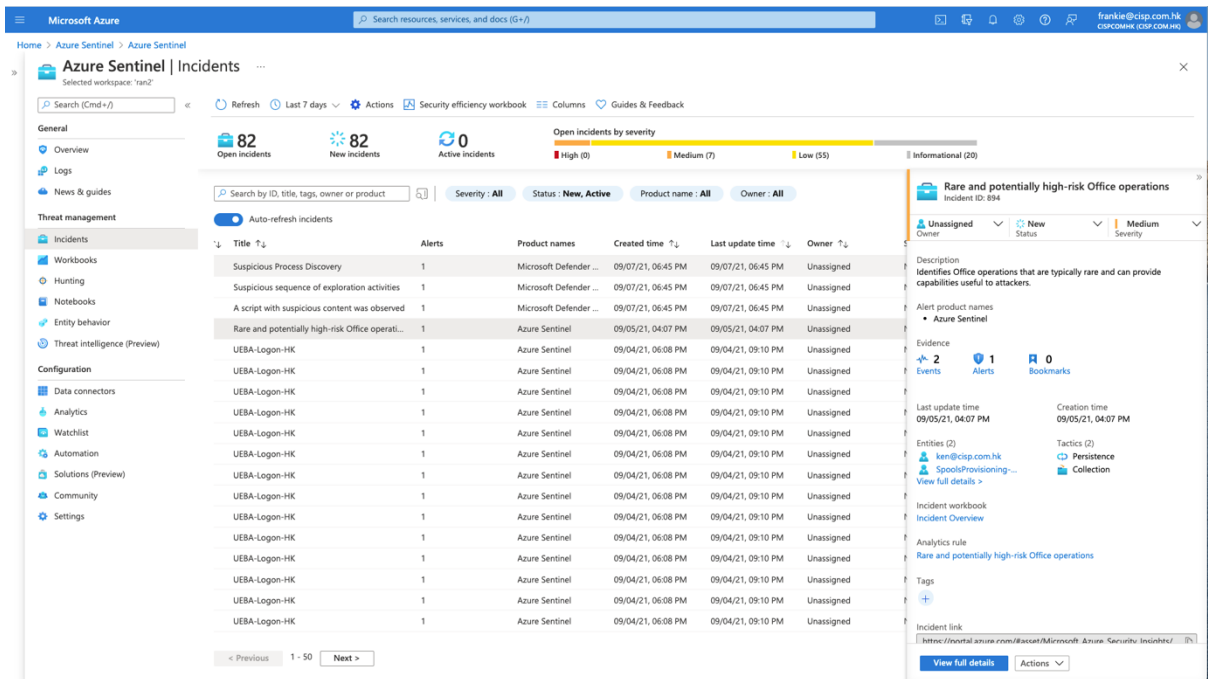 Microsoft Azure
Search resources, services, and docs (G+/)
frankie@cisp.com.hk
CISPCOMHK (CISP.COM.HK)
Home > Azure Sentinel > Azure Sentinel
Azure Sentinel | Incidents ...
Selected workspace: 'ran2'
Search (Cmd+/)
General
Overview
Logs
News & guides
Threat management
Incidents
Workbooks
Hunting
Notebooks
Entity behavior
Threat intelligence (Preview)
Configuration
Data connectors
Analytics
Watchlist
Automation
Solutions (Preview)
Community
Settings
Refresh Last 7 days Actions Security efficiency workbook Columns Guides & Feedback
82 Open incidents
82 New incidents
0 Active incidents
Open incidents by severity
High (0) Medium (7) Low (55) Informational (20)
Search by ID, title, tags, owner or product Severity : All Status : New, Active Product name : All Owner : All
Auto-refresh incidents
Title Alerts Product names Created time Last update time Owner
Suspicious Process Discovery 1 Microsoft Defender ... 09/07/21, 06:45 PM 09/07/21, 06:45 PM Unassigned
Suspicious sequence of exploration activities 1 Microsoft Defender ... 09/07/21, 06:45 PM 09/07/21, 06:45 PM Unassigned
A script with suspicious content was observed 1 Microsoft Defender ... 09/07/21, 06:45 PM 09/07/21, 06:45 PM Unassigned
Rare and potentially high-risk Office operati... 1 Azure Sentinel 09/05/21, 04:07 PM 09/05/21, 04:07 PM Unassigned
UEBA-Logon-HK 1 Azure Sentinel 09/04/21, 06:08 PM 09/04/21, 09:10 PM Unassigned
UEBA-Logon-HK 1 Azure Sentinel 09/04/21, 06:08 PM 09/04/21, 09:10 PM Unassigned
UEBA-Logon-HK 1 Azure Sentinel 09/04/21, 06:08 PM 09/04/21, 09:10 PM Unassigned
UEBA-Logon-HK 1 Azure Sentinel 09/04/21, 06:08 PM 09/04/21, 09:10 PM Unassigned
UEBA-Logon-HK 1 Azure Sentinel 09/04/21, 06:08 PM 09/04/21, 09:10 PM Unassigned
UEBA-Logon-HK 1 Azure Sentinel 09/04/21, 06:08 PM 09/04/21, 09:10 PM Unassigned
UEBA-Logon-HK 1 Azure Sentinel 09/04/21, 06:08 PM 09/04/21, 09:10 PM Unassigned
UEBA-Logon-HK 1 Azure Sentinel 09/04/21, 06:08 PM 09/04/21, 09:10 PM Unassigned
UEBA-Logon-HK 1 Azure Sentinel 09/04/21, 06:08 PM 09/04/21, 09:10 PM Unassigned
UEBA-Logon-HK 1 Azure Sentinel 09/04/21, 06:08 PM 09/04/21, 09:10 PM Unassigned
UEBA-Logon-HK 1 Azure Sentinel 09/04/21, 06:08 PM 09/04/21, 09:10 PM Unassigned
UEBA-Logon-HK 1 Azure Sentinel 09/04/21, 06:08 PM 09/04/21, 09:10 PM Unassigned
UEBA-Logon-HK 1 Azure Sentinel 09/04/21, 06:08 PM 09/04/21, 09:10 PM Unassigned
UEBA-Logon-HK 1 Azure Sentinel 09/04/21, 06:08 PM 09/04/21, 09:10 PM Unassigned
< Previous 1 - 50 Next >
Rare and potentially high-risk Office operations
Incident ID: 894
Unassigned New Medium
Owner Status Severity
Description
Identifies Office operations that are typically rare and can provide
capabilities useful to attackers.
Alert product names
• Azure Sentinel
Evidence
2 1 0
Events Alerts Bookmarks
Last update time Creation time
09/05/21, 04:07 PM 09/05/21, 04:07 PM
Entities (2) Tactics (2)
ken@cisp.com.hk Persistence
SpoolsProvisioning-... Collection
View full details >
Incident workbook
Incident Overview
Analytics rule
Rare and potentially high-risk Office operations
Tags
+
Incident link
https://portal.azure.com/#asset/Microsoft_Azure_Security_Insights/
View full details Actions